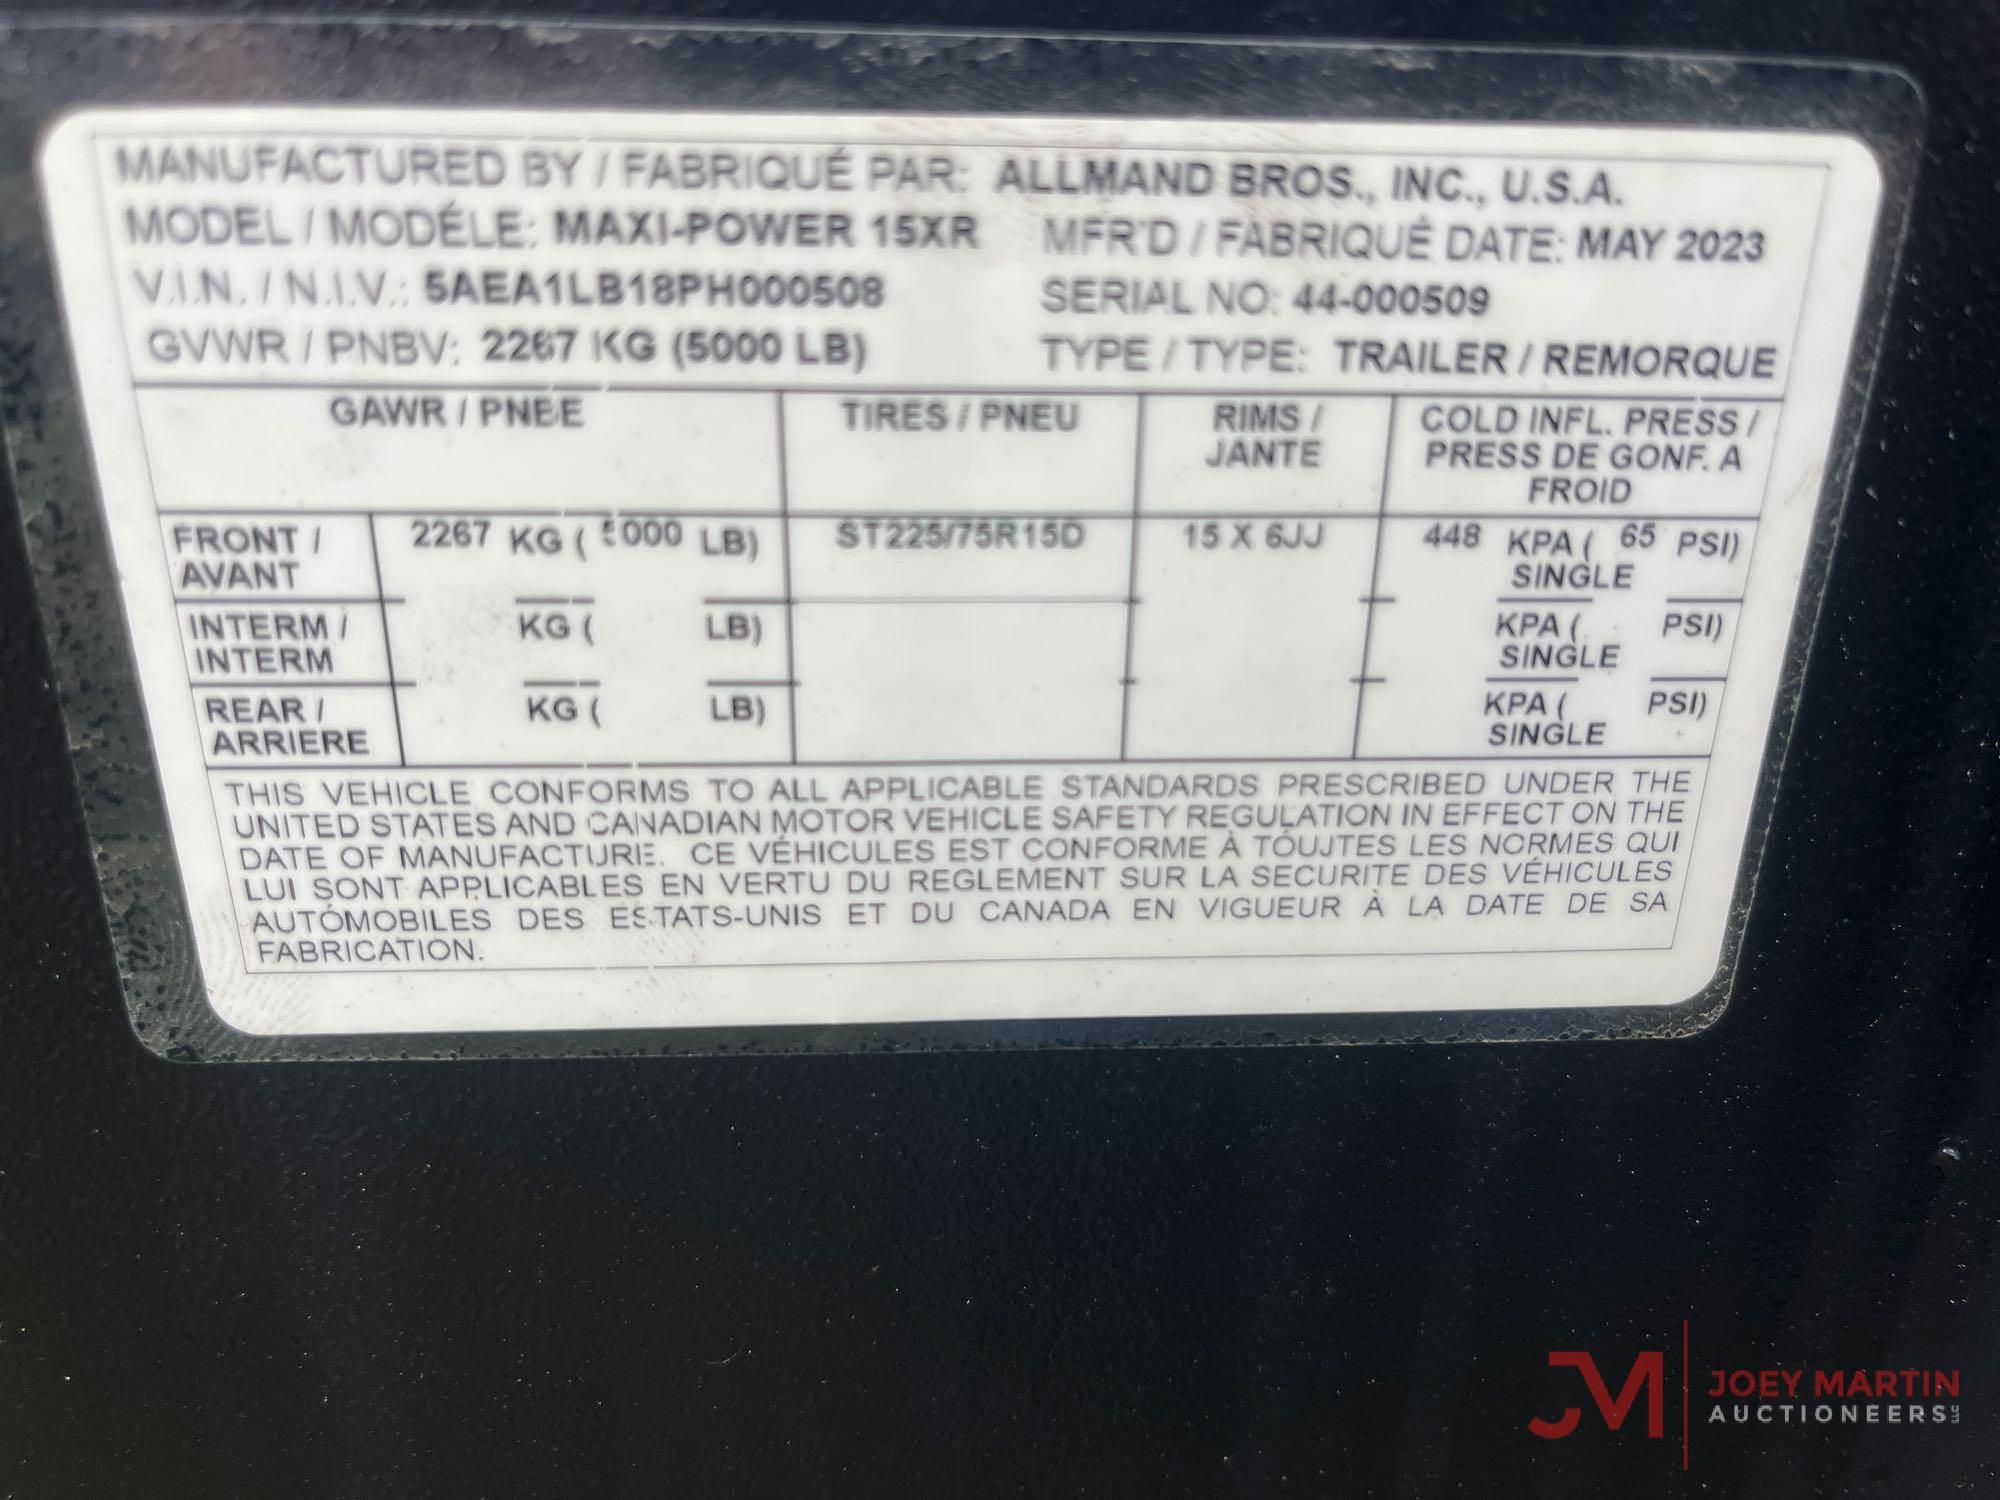 MANUFACTURED BY / FABRIQUÉ PAR: ALLMAND BROS., INC., U.S.A.
MODEL / MODÉLE: MAXI-POWER 15XR MFR'D / FABRIQUÉ DATE: MAY 2023
V.I.N. / N.I.V.: 5AEA1LB18PH000508 SERIAL NO: 44-000509
GVWR / PNBV: 2267 KG (5000 LB) TYPE / TYPE: TRAILER / REMORQUE
GAWR / PNEE TIRES / PNEU RIMS / JANTE COLD INFL. PRESS / PRESS DE GONF. A FROID
FRONT / AVANT 2267 KG ( 5000 LB) ST225/75R15D 15 X 6JJ 448 KPA ( 65 PSI) SINGLE
INTERM / INTERM KG ( LB) KPA ( PSI) SINGLE
REAR / ARRIERE KG ( LB) KPA ( PSI) SINGLE
THIS VEHICLE CONFORMS TO ALL APPLICABLE STANDARDS PRESCRIBED UNDER THE
UNITED STATES AND CANADIAN MOTOR VEHICLE SAFETY REGULATION IN EFFECT ON THE
DATE OF MANUFACTURE. CE VÉHICULES EST CONFORME À TOUJTES LES NORMES QUI
LUI SONT APPLICABLES EN VERTU DU REGLEMENT SUR LA SECURITE DES VÉHICULES
AUTÓMOBILES DES ES.TATS-UNIS ET DU CANADA EN VIGUEUR À LA DATE DE SA
FABRICATION.
JM JOEY MARTIN
AUCTIONEERS LLC